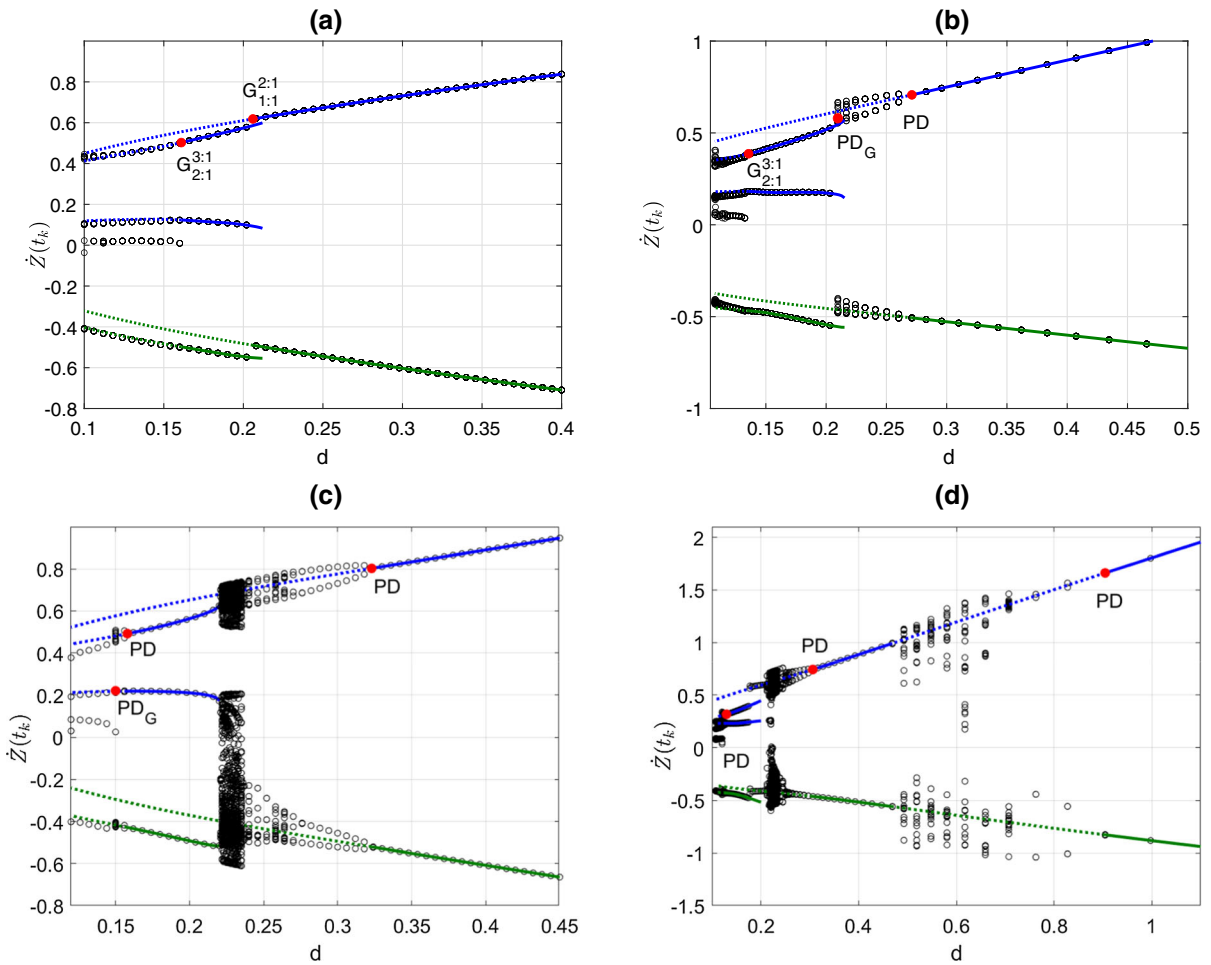 (a)
0.8
0.6
0.4
0.2
0
-0.2
-0.4
-0.6
-0.8
Ż(t_k)
0.1 0.15 0.2 0.25 0.3 0.35 0.4
d
G_{1:1}^{2:1}
G_{2:1}^{3:1}
(b)
1
0.5
0
-0.5
-1
Ż(t_k)
0.15 0.2 0.25 0.3 0.35 0.4 0.45 0.5
d
PD
PD_G
G_{2:1}^{3:1}
(c)
0.8
0.6
0.4
0.2
0
-0.2
-0.4
-0.6
-0.8
Ż(t_k)
0.15 0.2 0.25 0.3 0.35 0.4 0.45
d
PD
PD
PD_G
(d)
2
1.5
1
0.5
0
-0.5
-1
-1.5
Ż(t_k)
0.2 0.4 0.6 0.8 1
d
PD
PD
PD